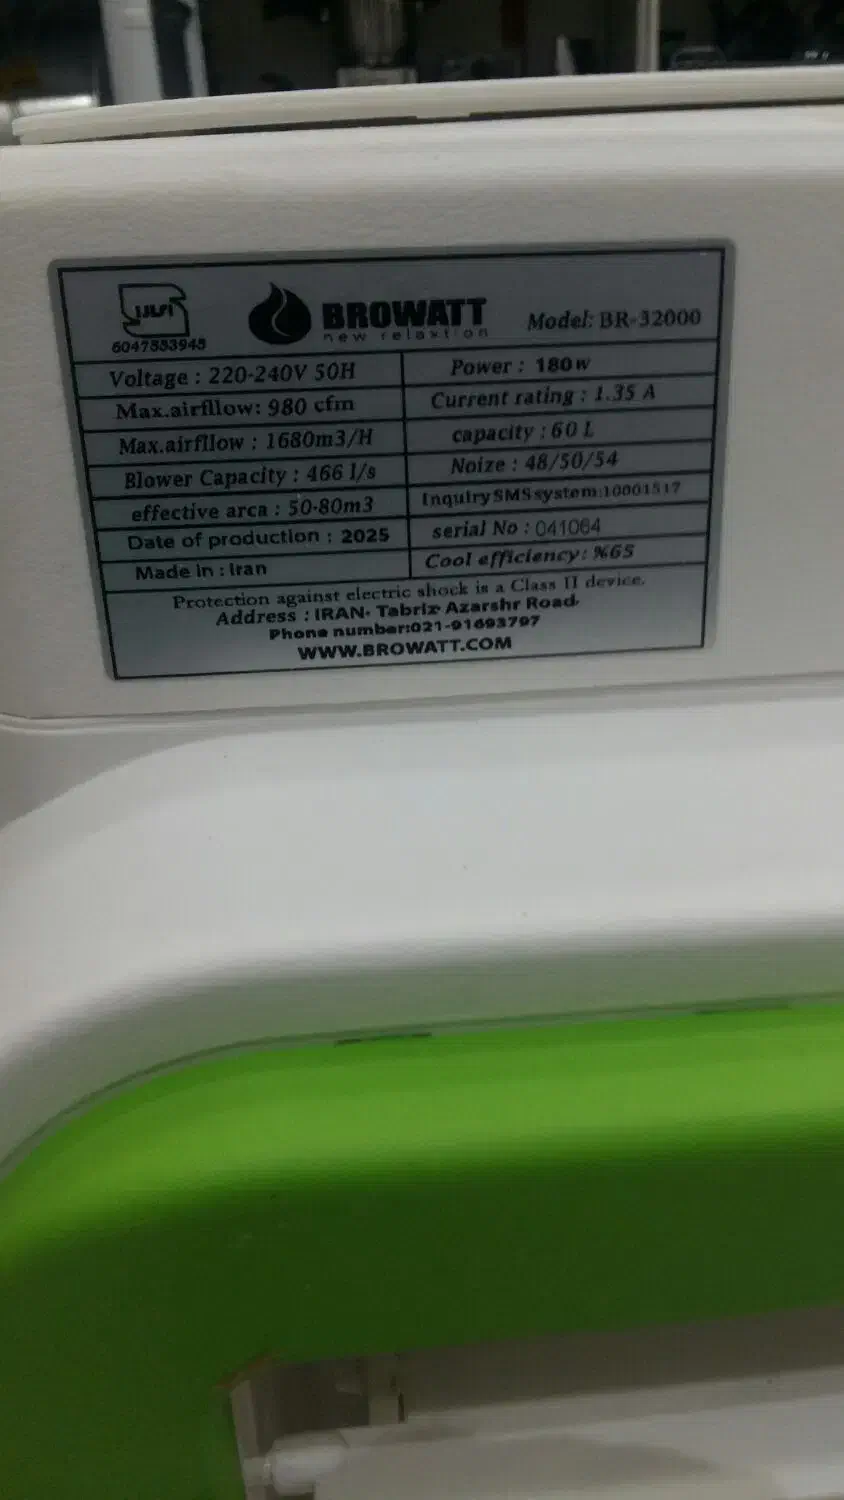 6047533945
BROWATT
new relaxtion
Model: BR-32000
Voltage : 220-240V 50H
Power : 180w
Max.airfllow: 980 cfm
Current rating : 1.35 A
Max.airfllow : 1680m3/H
capacity : 60 L
Blower Capacity : 466 l/s
Noize : 48/50/54
effective arca : 50-80m3
Inquiry SMS system:10001517
Date of production : 2025
serial No : 041064
Made in : Iran
Cool efficiency: %65
Protection against electric shock is a Class II device.
Address : IRAN- Tabriz- Azarshr Road-
Phone number:021-91693797
WWW.BROWATT.COM